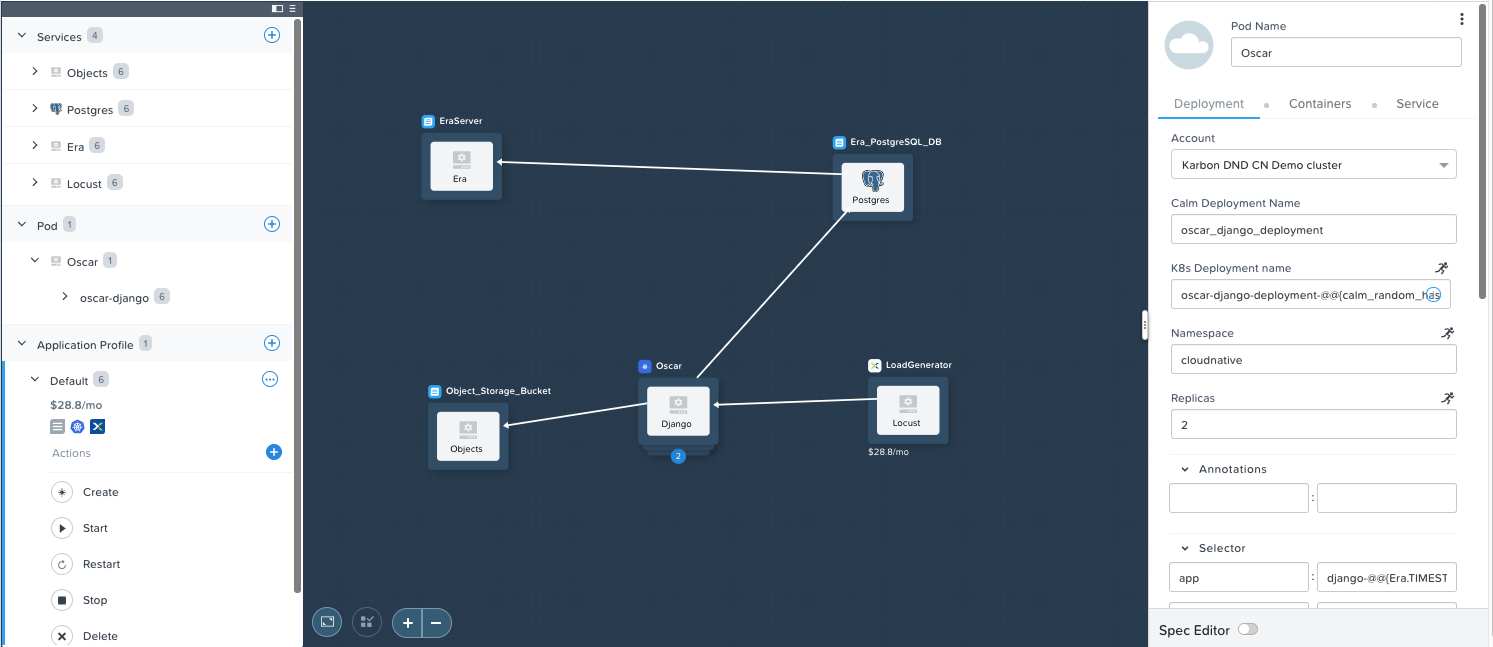 Services 4
Objects 6
Postgres 6
Era 6
Locust 6
Pod 1
Oscar 1
oscar-django 6
Application Profile 1
Default 6
$28.8/mo
Actions
Create
Start
Restart
Stop
Delete
EraServer
Era
Era_PostgreSQL_DB
Postgres
Oscar
Django
2
LoadGenerator
Locust
$28.8/mo
Object_Storage_Bucket
Objects
Pod Name
Oscar
Deployment
Containers
Service
Account
Karbon DND CN Demo cluster
Calm Deployment Name
oscar_django_deployment
K8s Deployment name
oscar-django-deployment-@@{calm_random_has
Namespace
cloudnative
Replicas
2
Annotations
:
Selector
app : django-@@{Era.TIMEST
Spec Editor